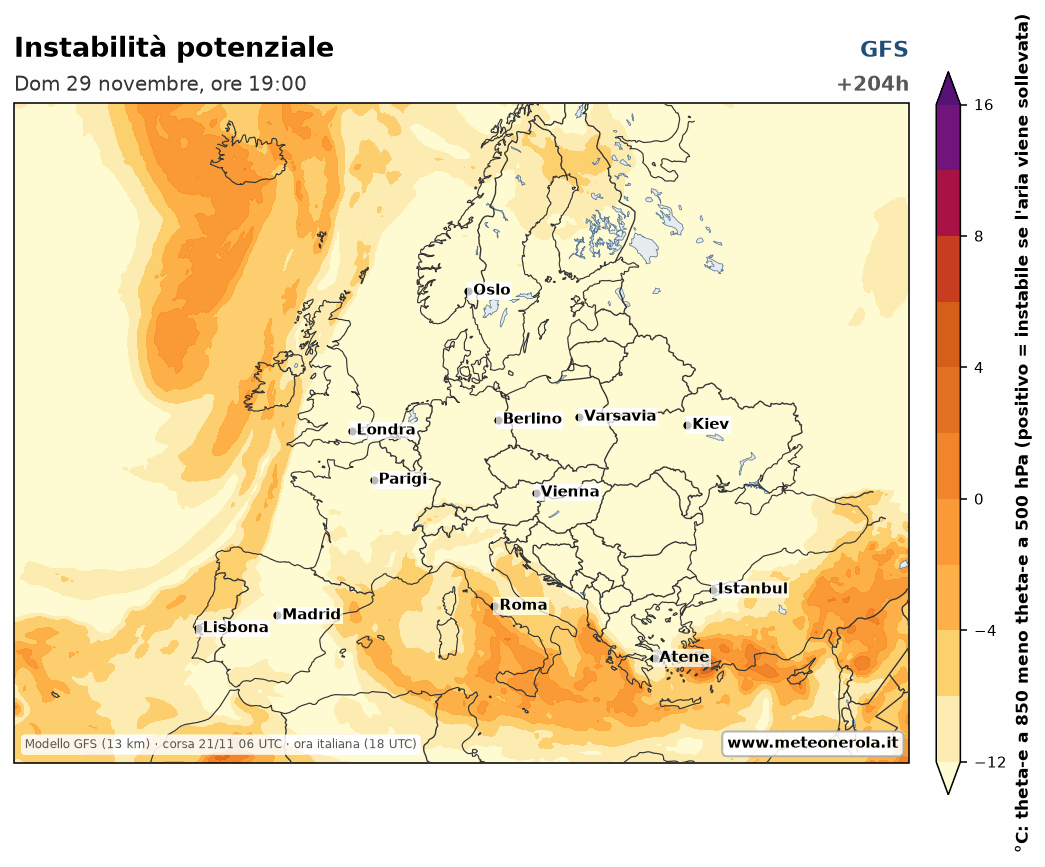 Instabilità potenziale
GFS
Dom 29 novembre, ore 19:00
+204h
16
8
4
0
−4
−12
°C: theta-e a 850 meno theta-e a 500 hPa (positivo = instabile se l'aria viene sollevata)
Oslo
Berlino
Varsavia
Kiev
Londra
Parigi
Vienna
Istanbul
Roma
Madrid
Lisbona
Atene
Modello GFS (13 km) · corsa 21/11 06 UTC · ora italiana (18 UTC)
www.meteonerola.it